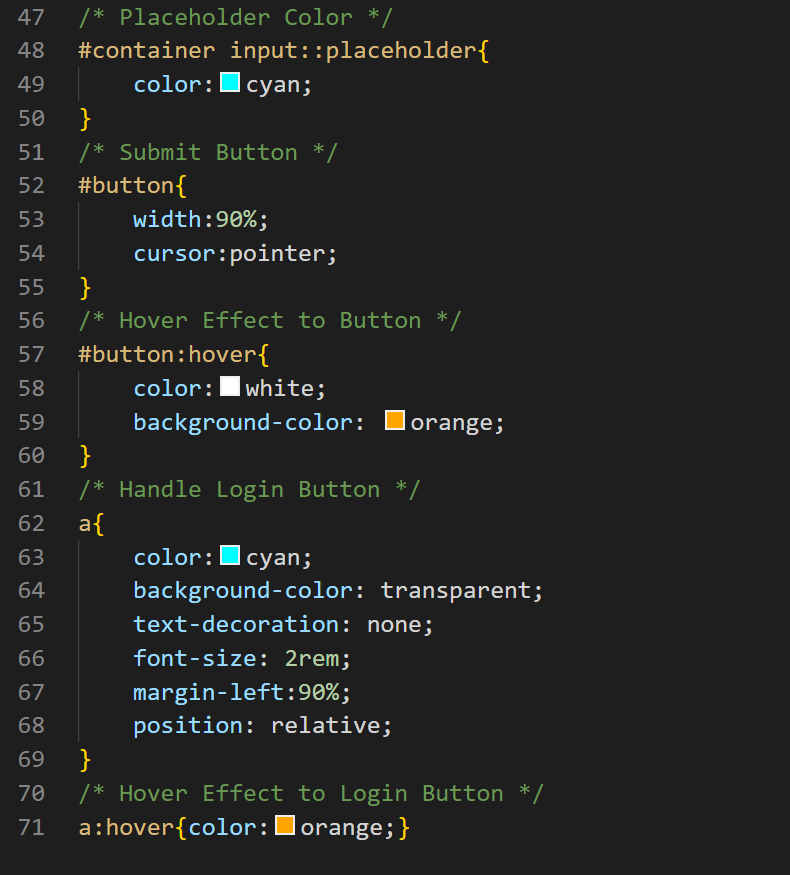 47 /* Placeholder Color */
48 #container input::placeholder{
49 color: cyan;
50 }
51 /* Submit Button */
52 #button{
53 width:90%;
54 cursor:pointer;
55 }
56 /* Hover Effect to Button */
57 #button:hover{
58 color: white;
59 background-color: orange;
60 }
61 /* Handle Login Button */
62 a{
63 color: cyan;
64 background-color: transparent;
65 text-decoration: none;
66 font-size: 2rem;
67 margin-left:90%;
68 position: relative;
69 }
70 /* Hover Effect to Login Button */
71 a:hover{color: orange;}